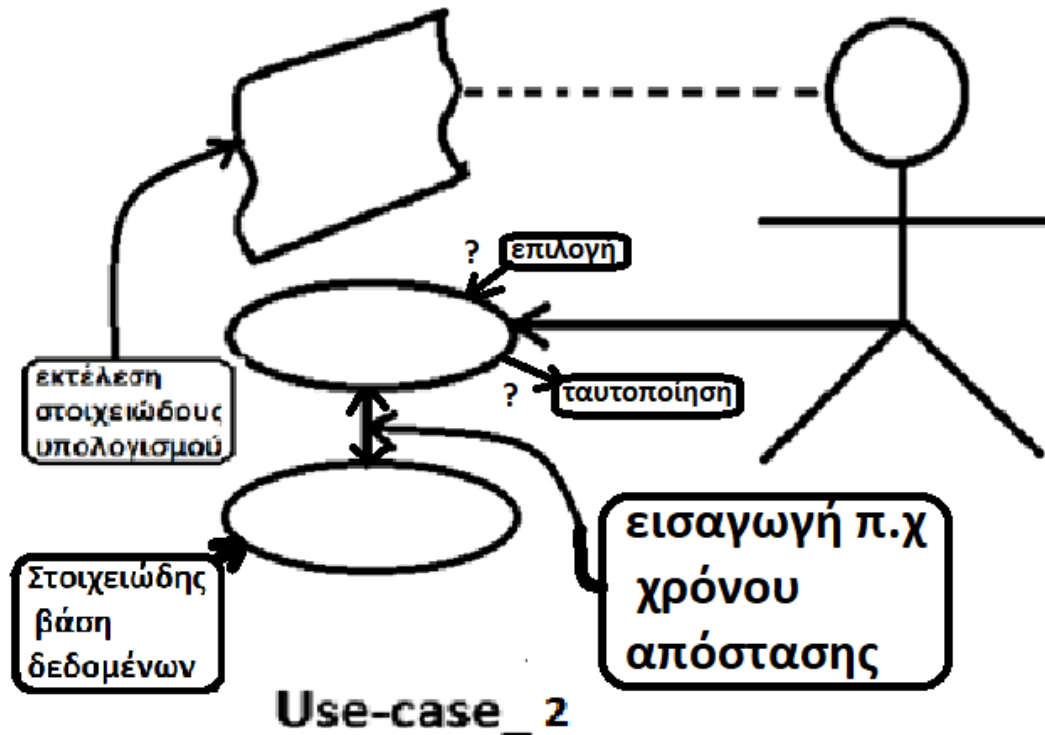 ? επιλογή
εκτέλεση
στοιχειώδους
υπολογισμού
? ταυτοποίηση
εισαγωγή π.χ
χρόνου
απόστασης
Στοιχειώδης
βάση
δεδομένων
Use-case_ 2